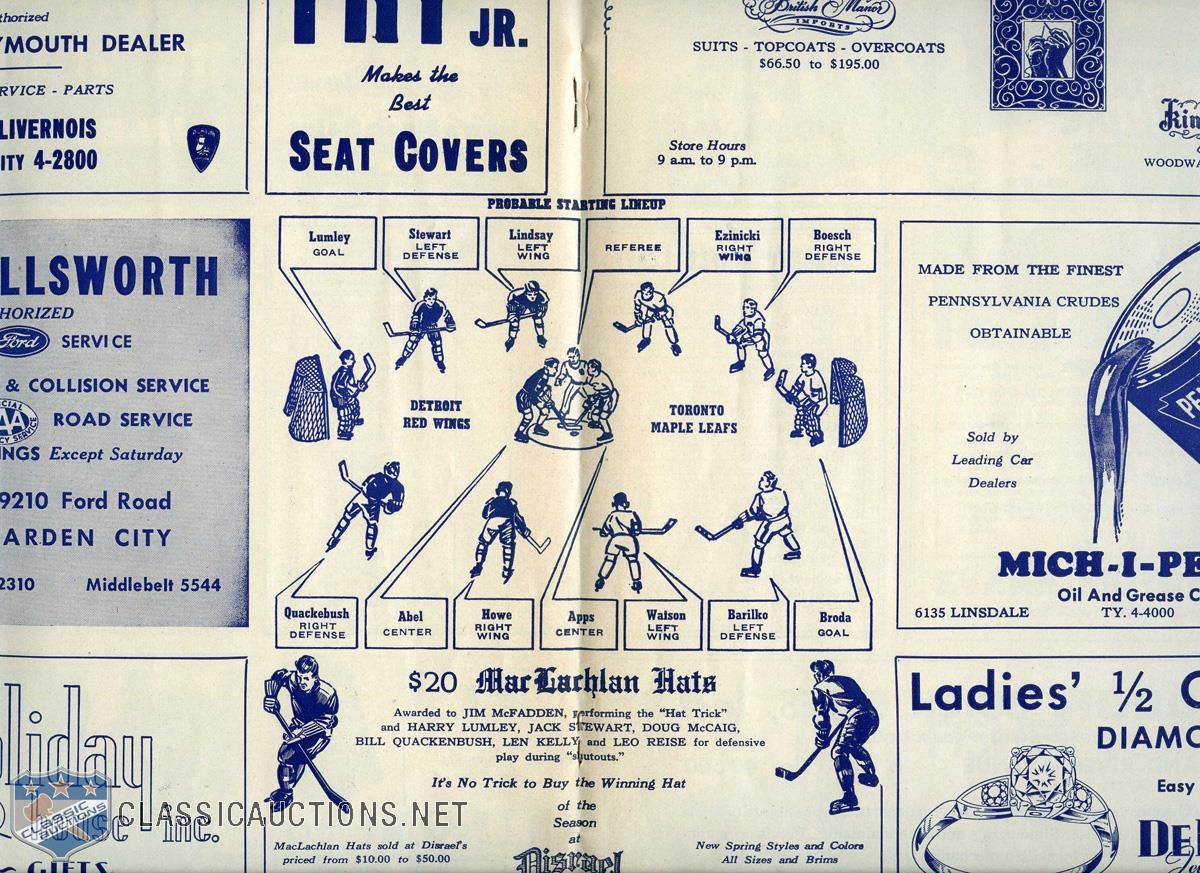 thorized
YMOUTH DEALER
RVICE - PARTS
LIVERNOIS
ITY 4-2800
JR.
Makes the
Best
SEAT COVERS
British Manor
IMPORTS
SUITS - TOPCOATS - OVERCOATS
$66.50 to $195.00
Store Hours
9 a.m. to 9 p.m.
WOODWA
LLSWORTH
HORIZED
Ford SERVICE
& COLLISION SERVICE
ROAD SERVICE
NGS Except Saturday
9210 Ford Road
ARDEN CITY
2310 Middlebelt 5544
PROBABLE STARTING LINEUP
Lumley
GOAL
Stewart
LEFT
DEFENSE
Lindsay
LEFT
WING
REFEREE
Ezinicki
RIGHT
WING
Boesch
RIGHT
DEFENSE
DETROIT
RED WINGS
TORONTO
MAPLE LEAFS
Quackebush
RIGHT
DEFENSE
Abel
CENTER
Howe
RIGHT
WING
Apps
CENTER
Watson
LEFT
WING
Barilko
LEFT
DEFENSE
Broda
GOAL
MADE FROM THE FINEST
PENNSYLVANIA CRUDES
OBTAINABLE
Sold by
Leading Car
Dealers
MICH-I-PE
Oil And Grease C
6135 LINSDALE TY. 4-4000
$20 MacLachlan Hats
Awarded to JIM McFADDEN, performing the "Hat Trick"
and HARRY LUMLEY, JACK STEWART, DOUG McCAIG,
BILL QUACKENBUSH, LEN KELLY and LEO REISE for defensive
play during "shutouts."
It's No Trick to Buy the Winning Hat
of the
Season
at
Disrael
MacLachlan Hats sold at Disrael's
priced from $10.00 to $50.00
New Spring Styles and Colors
All Sizes and Brims
liday
ouse Inc.
GIFTS
Ladies' ½ C
DIAMO
Easy
CLASSIC
AUCTIONS
CLASSICAUCTIONS.NET